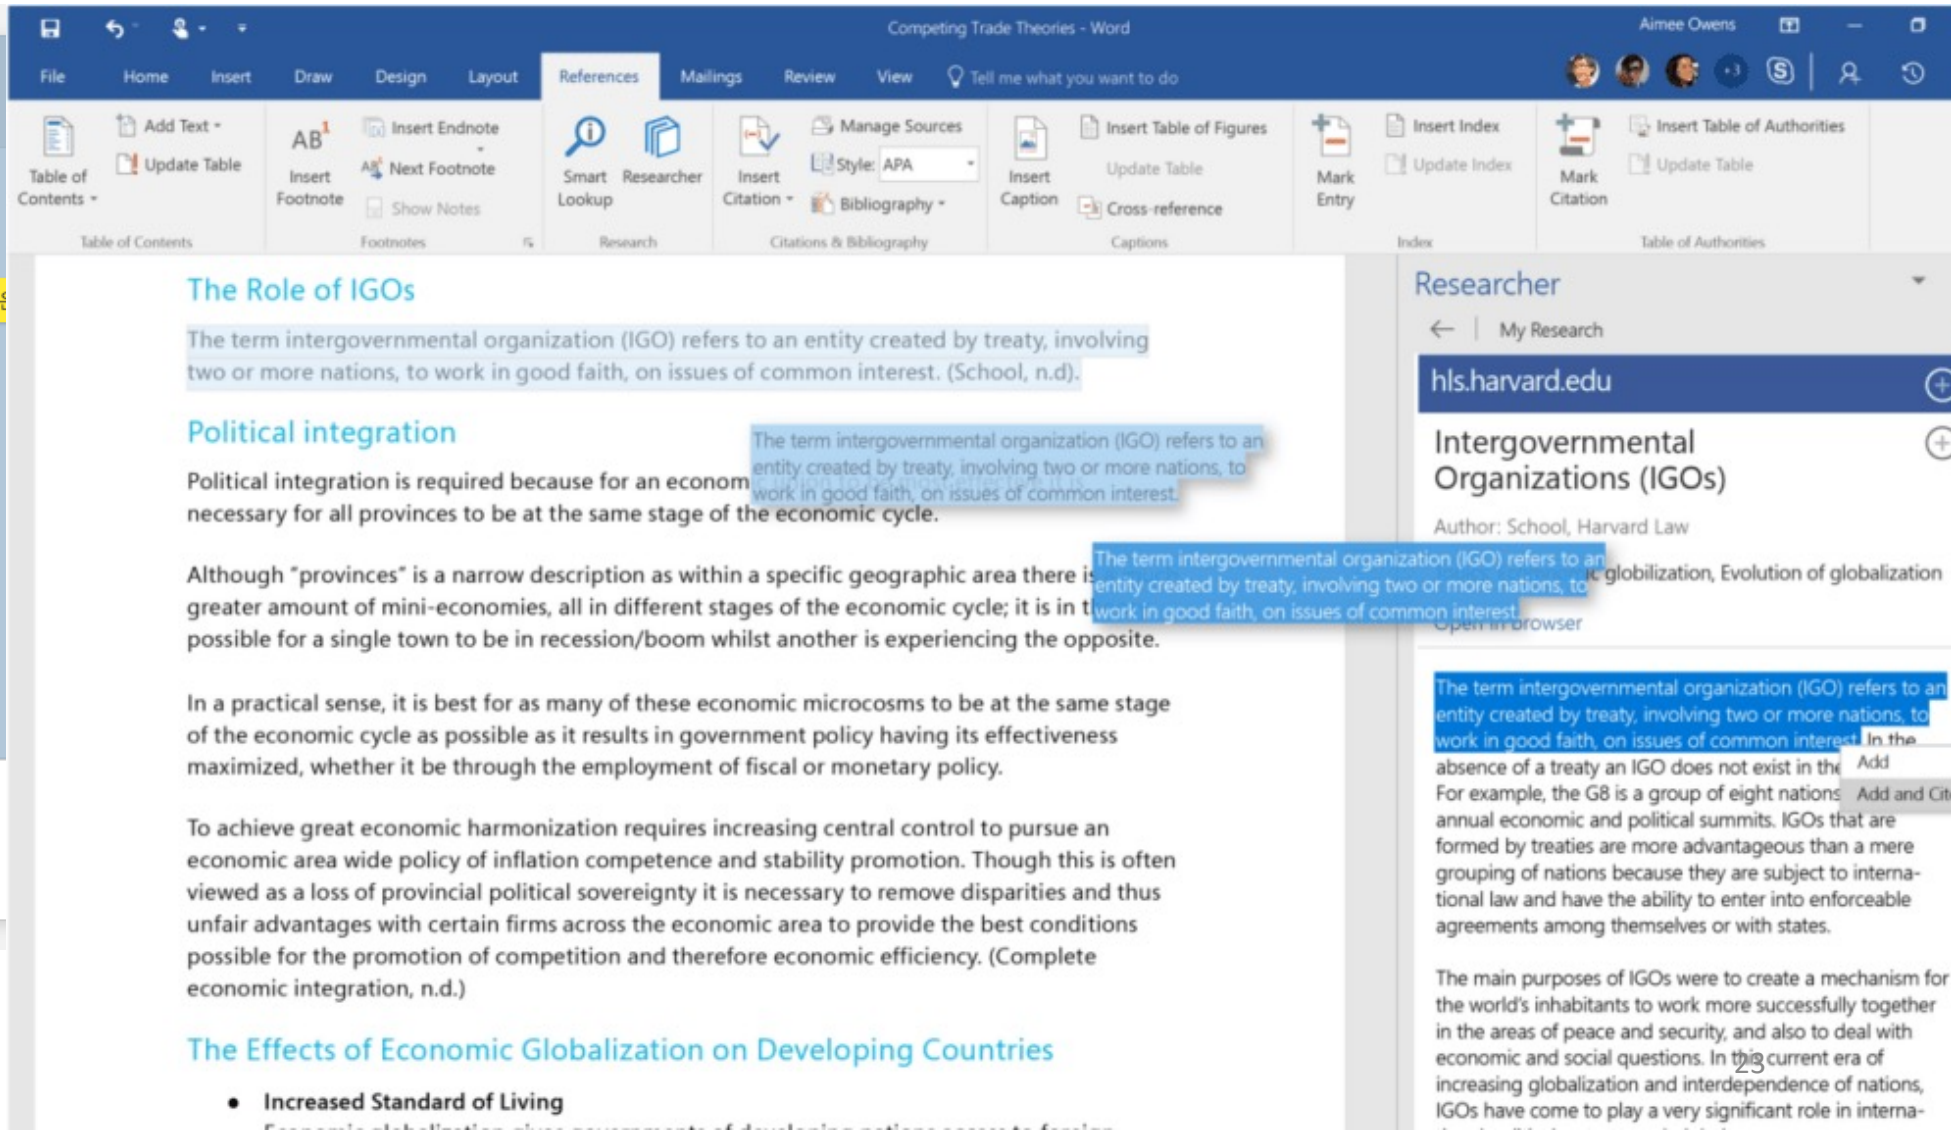 Competing Trade Theories - Word
Aimee Owens
File Home Insert Draw Design Layout References Mailings Review View Tell me what you want to do
+3
Table of Contents
Add Text
Update Table
Table of Contents
AB1
Insert Footnote
Insert Endnote
Next Footnote
Show Notes
Footnotes
Smart Lookup
Researcher
Research
Insert Citation
Manage Sources
Style: APA
Bibliography
Citations & Bibliography
Insert Caption
Insert Table of Figures
Update Table
Cross-reference
Captions
Mark Entry
Insert Index
Update Index
Index
Mark Citation
Insert Table of Authorities
Update Table
Table of Authorities
The Role of IGOs
The term intergovernmental organization (IGO) refers to an entity created by treaty, involving
two or more nations, to work in good faith, on issues of common interest. (School, n.d).
Political integration
Political integration is required because for an econom
necessary for all provinces to be at the same stage of the economic cycle.
The term intergovernmental organization (IGO) refers to an
entity created by treaty, involving two or more nations, to
work in good faith, on issues of common interest.
Although "provinces" is a narrow description as within a specific geographic area there is
greater amount of mini-economies, all in different stages of the economic cycle; it is in t
possible for a single town to be in recession/boom whilst another is experiencing the opposite.
The term intergovernmental organization (IGO) refers to an
entity created by treaty, involving two or more nations, to
work in good faith, on issues of common interest.
In a practical sense, it is best for as many of these economic microcosms to be at the same stage
of the economic cycle as possible as it results in government policy having its effectiveness
maximized, whether it be through the employment of fiscal or monetary policy.
To achieve great economic harmonization requires increasing central control to pursue an
economic area wide policy of inflation competence and stability promotion. Though this is often
viewed as a loss of provincial political sovereignty it is necessary to remove disparities and thus
unfair advantages with certain firms across the economic area to provide the best conditions
possible for the promotion of competition and therefore economic efficiency. (Complete
economic integration, n.d.)
The Effects of Economic Globalization on Developing Countries
● Increased Standard of Living
Researcher
My Research
hls.harvard.edu
Intergovernmental
Organizations (IGOs)
Author: School, Harvard Law
globilization, Evolution of globalization
Open in browser
The term intergovernmental organization (IGO) refers to an
entity created by treaty, involving two or more nations, to
work in good faith, on issues of common interest. In the
absence of a treaty an IGO does not exist in the
For example, the G8 is a group of eight nations
annual economic and political summits. IGOs that are
formed by treaties are more advantageous than a mere
grouping of nations because they are subject to interna-
tional law and have the ability to enter into enforceable
agreements among themselves or with states.
Add
Add and Cit
The main purposes of IGOs were to create a mechanism for
the world's inhabitants to work more successfully together
in the areas of peace and security, and also to deal with
economic and social questions. In this current era of
increasing globalization and interdependence of nations,
IGOs have come to play a very significant role in interna-
23